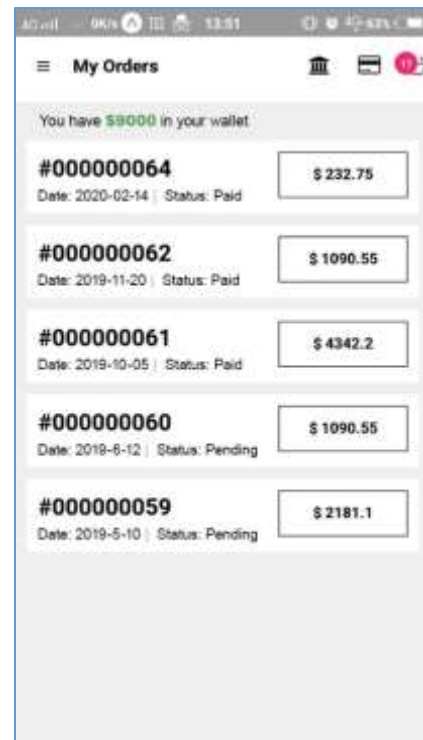 13:51
My Orders
You have $9000 in your wallet
#000000064
$ 232.75
Date: 2020-02-14 | Status: Paid
#000000062
$ 1090.55
Date: 2019-11-20 | Status: Paid
#000000061
$ 4342.2
Date: 2019-10-05 | Status: Paid
#000000060
$ 1090.55
Date: 2019-6-12 | Status: Pending
#000000059
$ 2181.1
Date: 2019-5-10 | Status: Pending